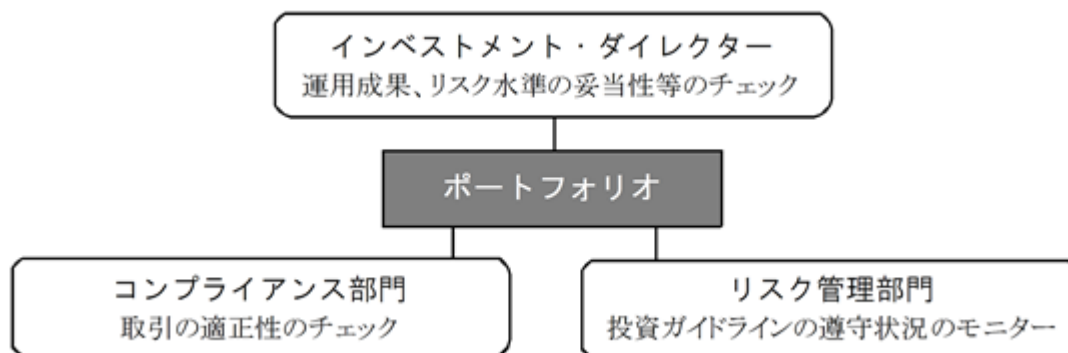 インベストメント・ダイレクター
運用成果、リスク水準の妥当性等のチェック
ポートフォリオ
コンプライアンス部門
取引の適正性のチェック
リスク管理部門
投資ガイドラインの遵守状況のモニター